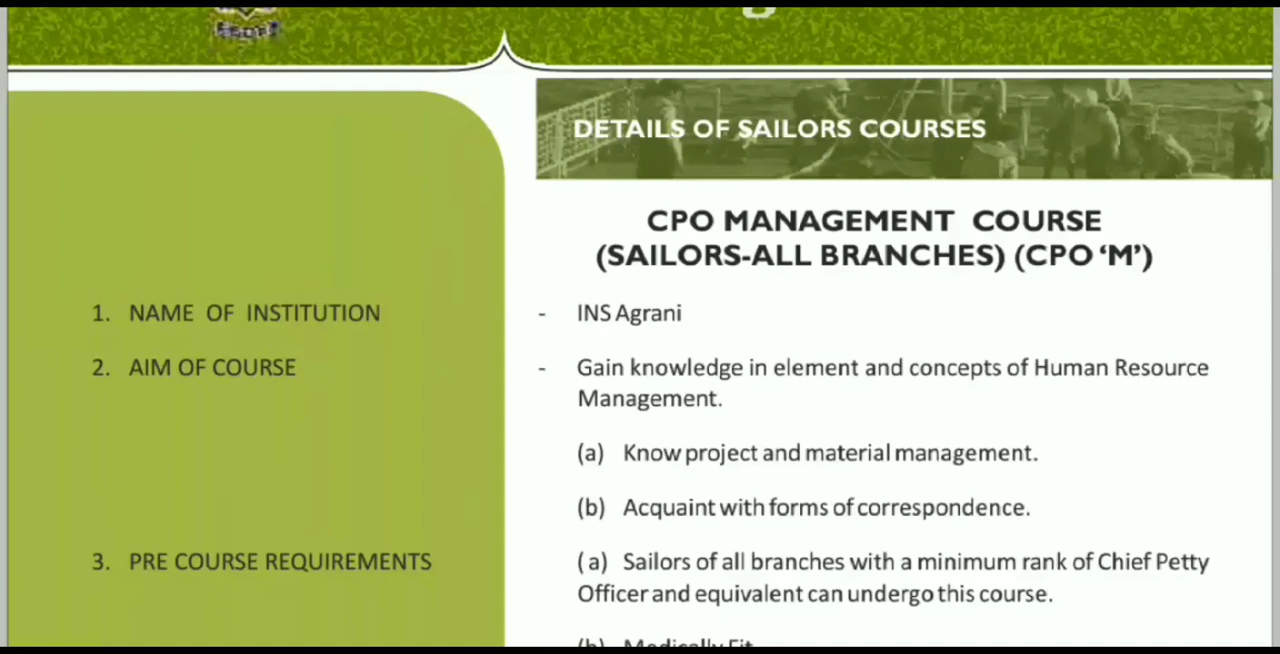 DETAILS OF SAILORS COURSES
CPO MANAGEMENT COURSE
(SAILORS-ALL BRANCHES) (CPO ‘M’)
1. NAME OF INSTITUTION - INS Agrani
2. AIM OF COURSE - Gain knowledge in element and concepts of Human Resource
Management.
(a) Know project and material management.
(b) Acquaint with forms of correspondence.
3. PRE COURSE REQUIREMENTS (a) Sailors of all branches with a minimum rank of Chief Petty
Officer and equivalent can undergo this course.
(b) Medically Fit